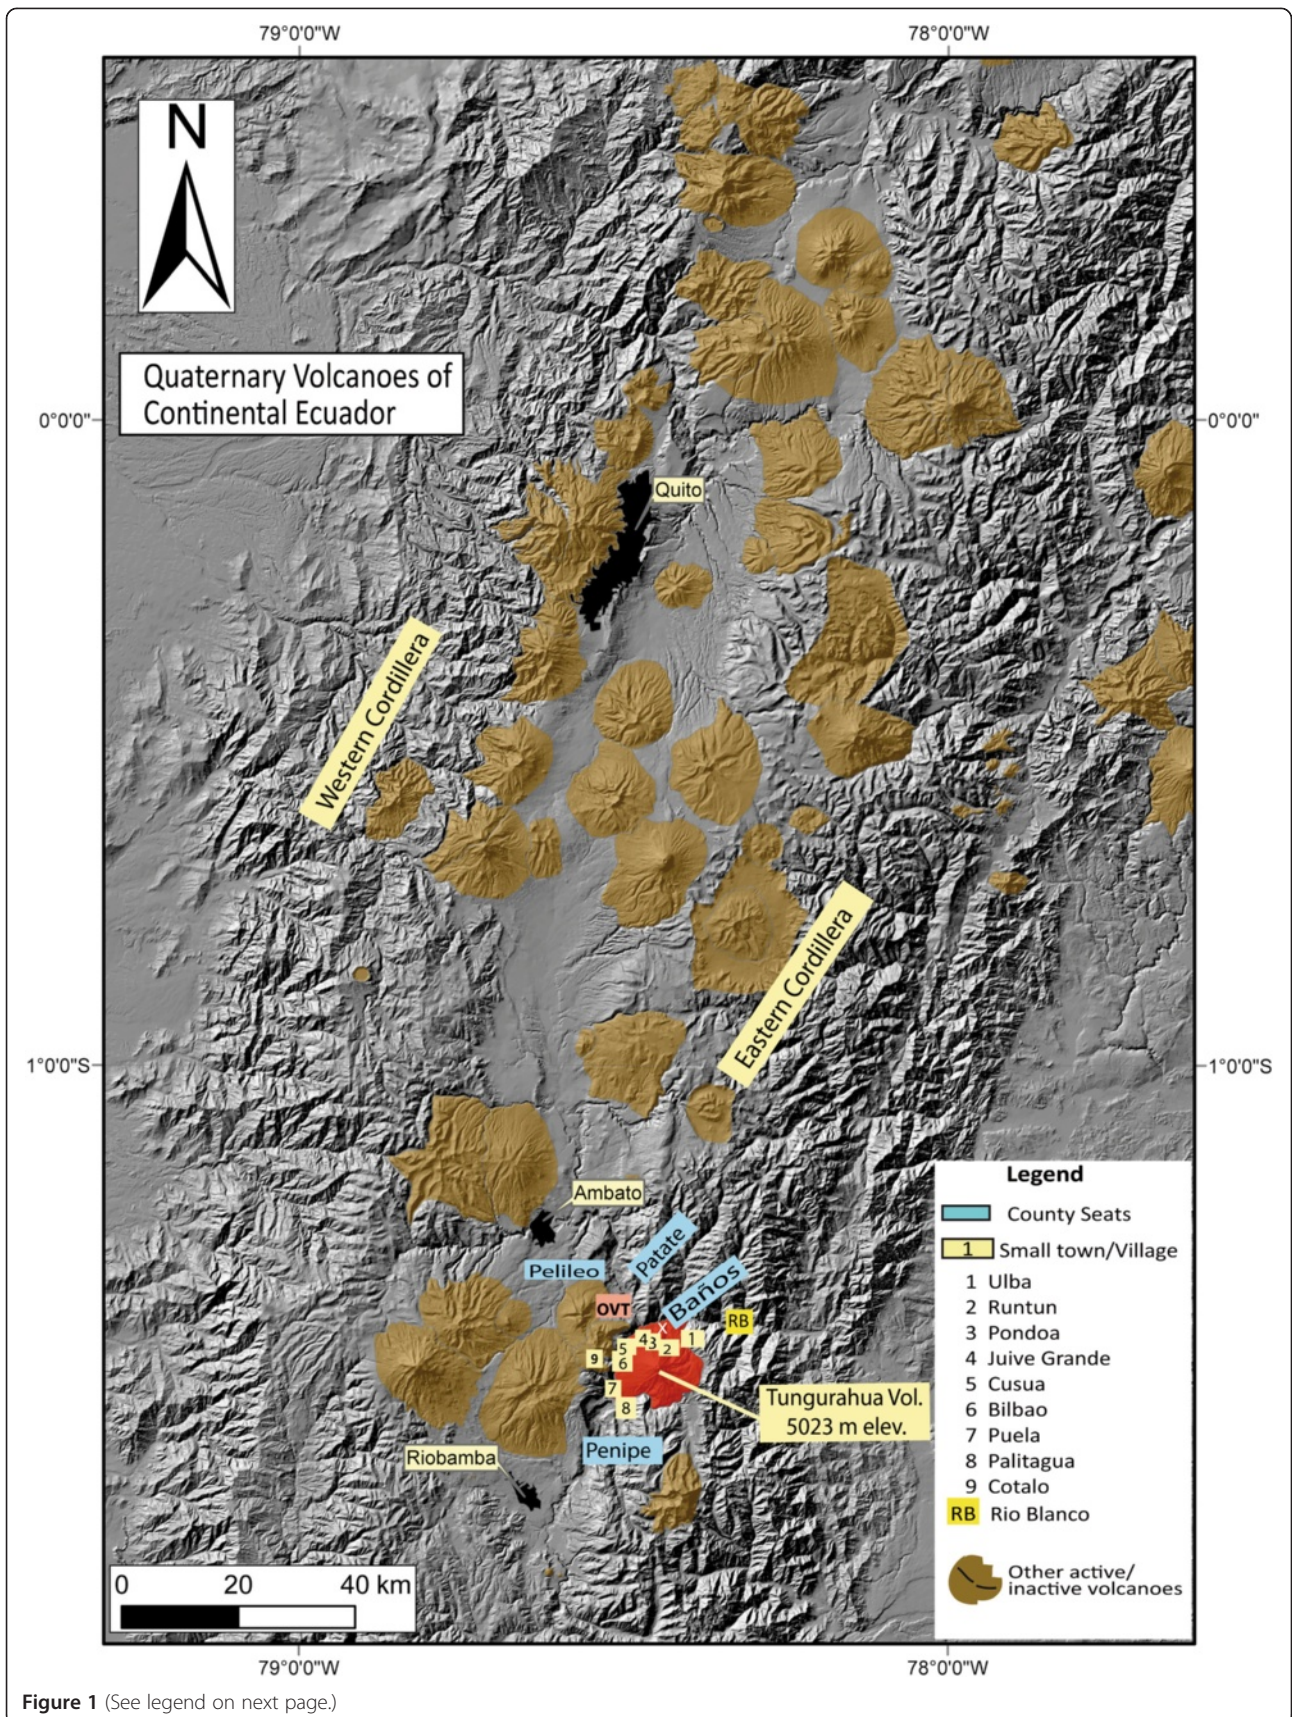 79°0'0"W
78°0'0"W
N
Quaternary Volcanoes of
Continental Ecuador
0°0'0"
0°0'0"
Quito
Western Cordillera
Eastern Cordillera
1°0'0"S
1°0'0"S
Ambato
Pelileo
Patate
Baños
OVT
RB
X
1
2
3
4
5
6
7
8
9
Tungurahua Vol.
5023 m elev.
Penipe
Riobamba
Legend
County Seats
1 Small town/Village
1 Ulba
2 Runtun
3 Pondoa
4 Juive Grande
5 Cusua
6 Bilbao
7 Puela
8 Palitagua
9 Cotalo
RB Rio Blanco
Other active/
inactive volcanoes
0 20 40 km
79°0'0"W
78°0'0"W
Figure 1 (See legend on next page.)